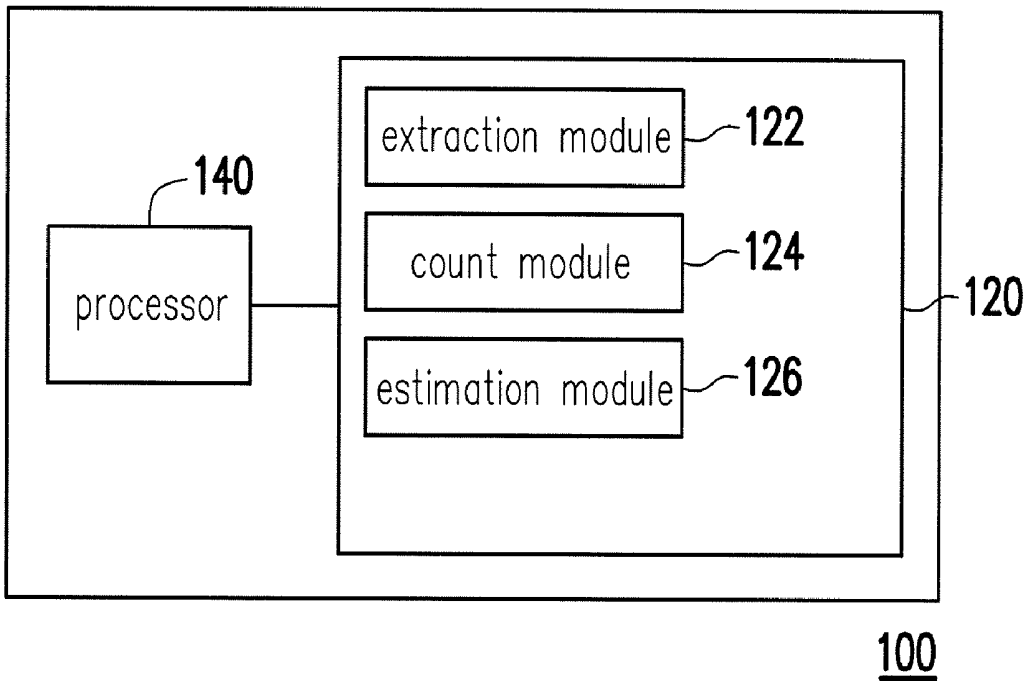 extraction module
122
140
processor
count module
124
120
estimation module
126
100